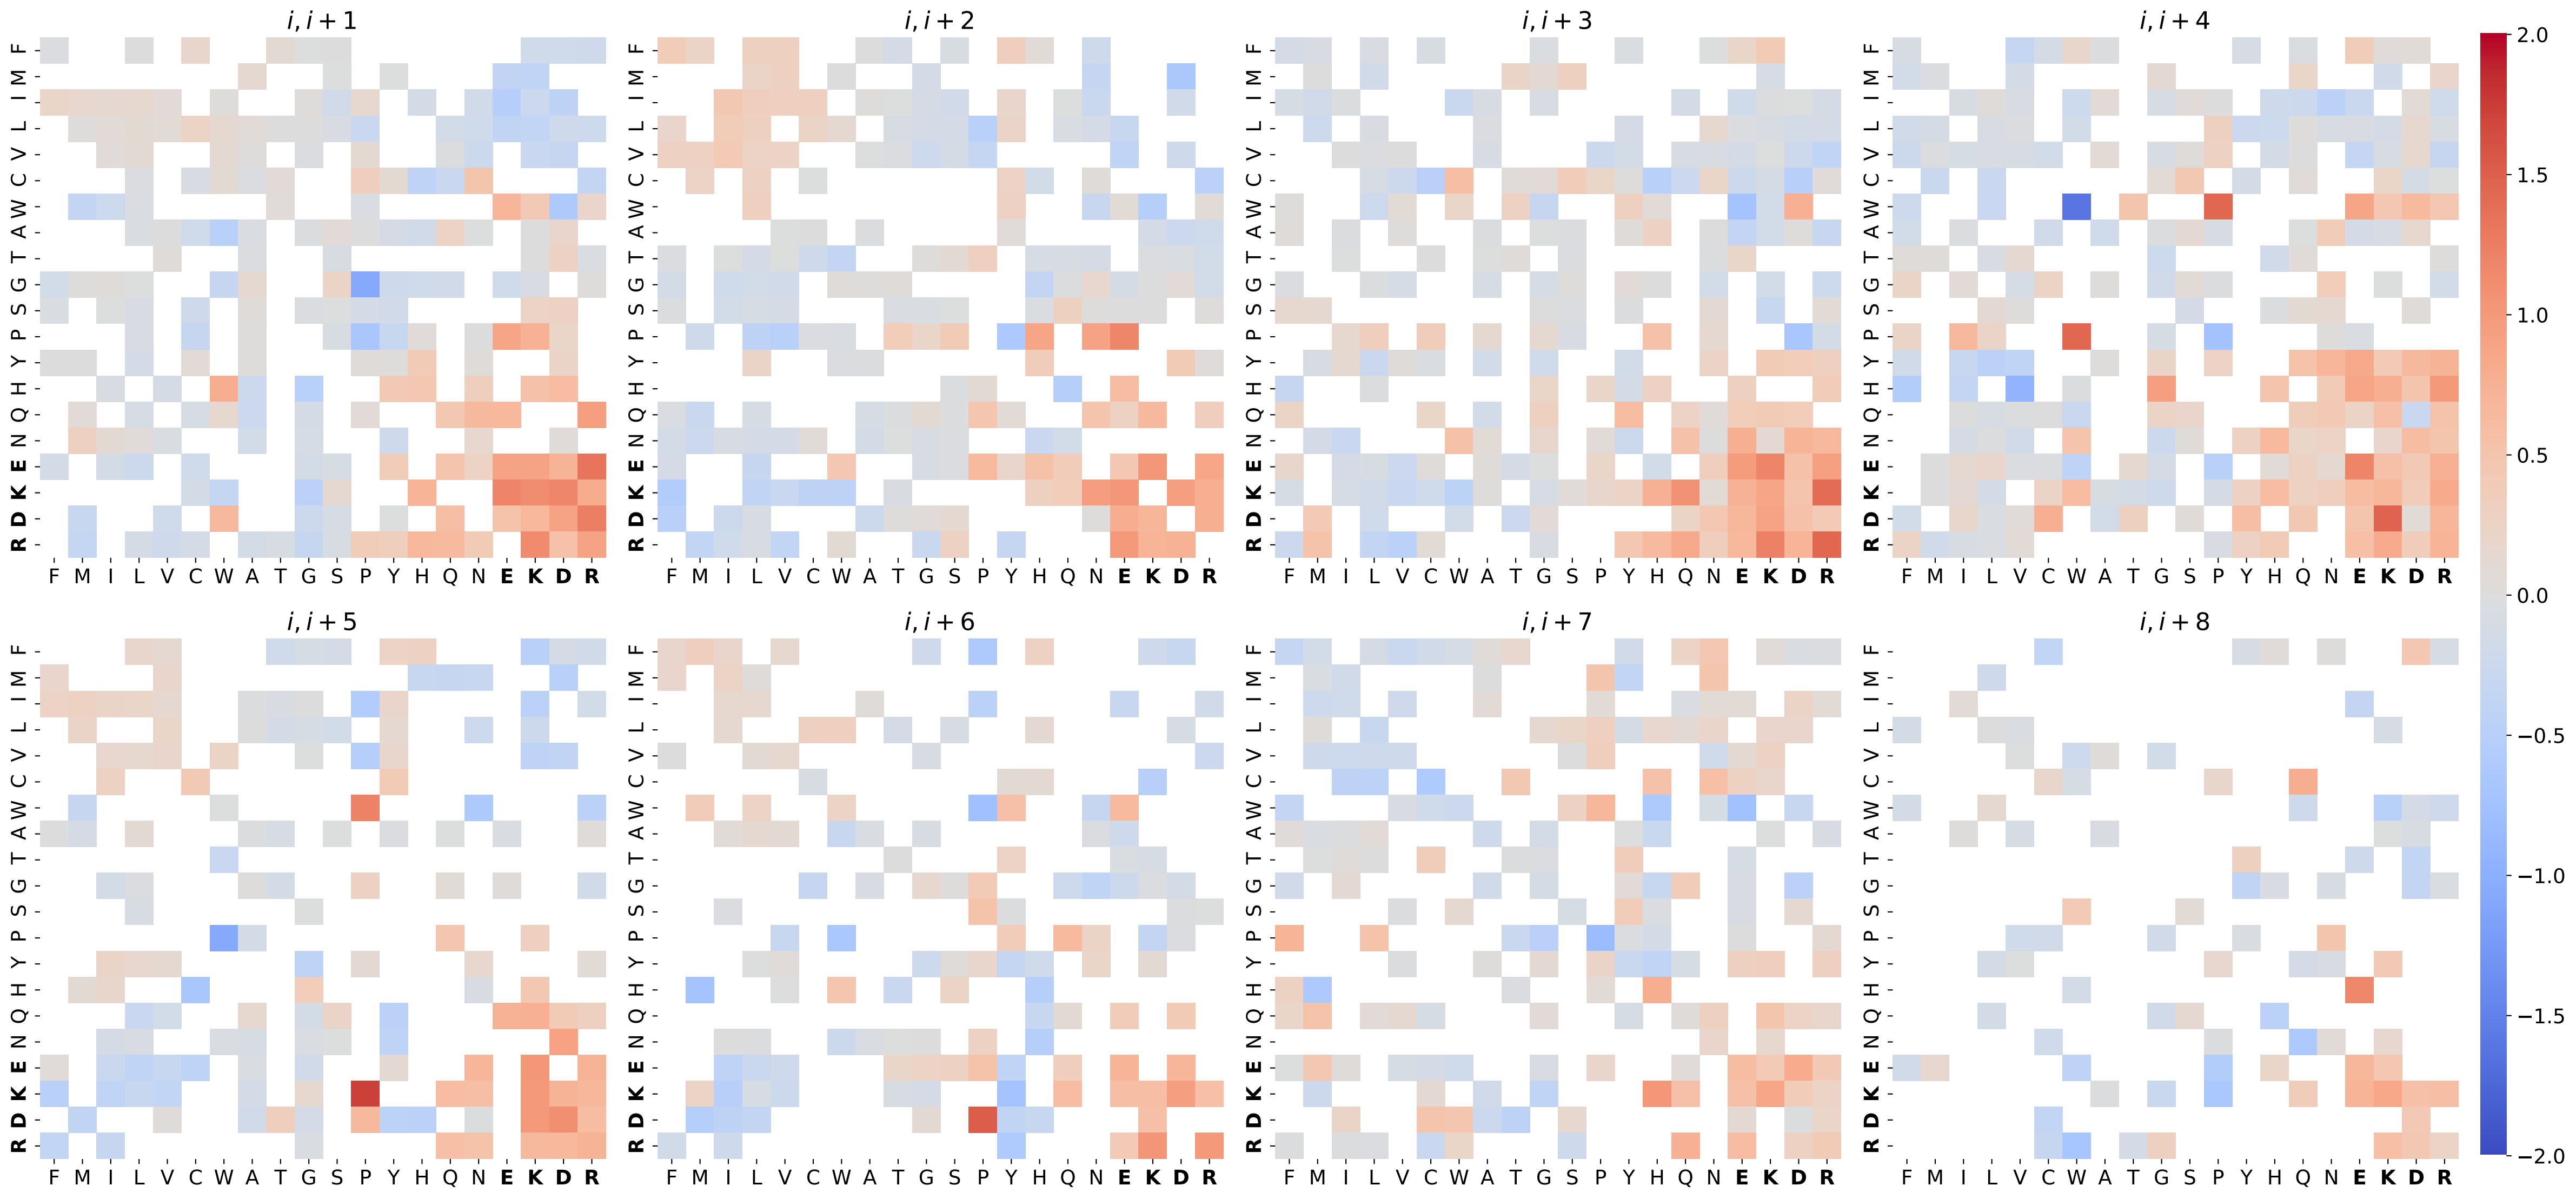 i, i + 1
i, i + 2
i, i + 3
i, i + 4
F M I L V C W A T G S P Y H Q N E K D R
F M I L V C W A T G S P Y H Q N E K D R
F M I L V C W A T G S P Y H Q N E K D R
F M I L V C W A T G S P Y H Q N E K D R
F M I L V C W A T G S P Y H Q N E K D R
F M I L V C W A T G S P Y H Q N E K D R
F M I L V C W A T G S P Y H Q N E K D R
F M I L V C W A T G S P Y H Q N E K D R
i, i + 5
i, i + 6
i, i + 7
i, i + 8
F M I L V C W A T G S P Y H Q N E K D R
F M I L V C W A T G S P Y H Q N E K D R
F M I L V C W A T G S P Y H Q N E K D R
F M I L V C W A T G S P Y H Q N E K D R
F M I L V C W A T G S P Y H Q N E K D R
F M I L V C W A T G S P Y H Q N E K D R
F M I L V C W A T G S P Y H Q N E K D R
F M I L V C W A T G S P Y H Q N E K D R
2.0
1.5
1.0
0.5
0.0
−0.5
−1.0
−1.5
−2.0